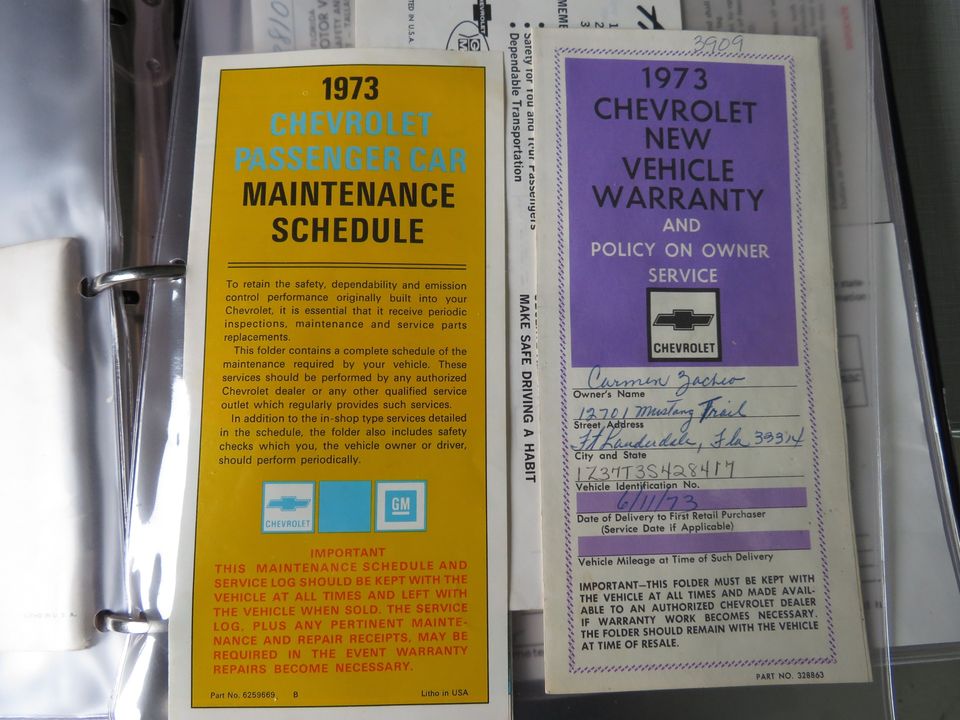 1973
CHEVROLET
PASSENGER CAR
MAINTENANCE
SCHEDULE
To retain the safety, dependability and emission
control performance originally built into your
Chevrolet, it is essential that it receive periodic
inspections, maintenance and service parts
replacements.
This folder contains a complete schedule of the
maintenance required by your vehicle. These
services should be performed by any authorized
Chevrolet dealer or any other qualified service
outlet which regularly provides such services.
In addition to the in-shop type services detailed
in the schedule, the folder also includes safety
checks which you, the vehicle owner or driver,
should perform periodically.
CHEVROLET
GM
IMPORTANT
THIS MAINTENANCE SCHEDULE AND
SERVICE LOG SHOULD BE KEPT WITH THE
VEHICLE AT ALL TIMES AND LEFT WITH
THE VEHICLE WHEN SOLD. THE SERVICE
LOG, PLUS ANY PERTINENT MAINTE-
NANCE AND REPAIR RECEIPTS, MAY BE
REQUIRED IN THE EVENT WARRANTY
REPAIRS BECOME NECESSARY.
Part No. 6259669 B Litho in USA
• Safety for You and Your Passengers
• Dependable Transportation
MAKE SAFE DRIVING A HABIT
3909
1973
CHEVROLET
NEW
VEHICLE
WARRANTY
AND
POLICY ON OWNER
SERVICE
CHEVROLET
Carmen Zacheo
Owner's Name
12701 Mustang Trail
Street Address
Ft Lauderdale, Fla 33314
City and State
1Z37T3S428417
Vehicle Identification No.
6/11/73
Date of Delivery to First Retail Purchaser
(Service Date if Applicable)
Vehicle Mileage at Time of Such Delivery
IMPORTANT—THIS FOLDER MUST BE KEPT WITH
THE VEHICLE AT ALL TIMES AND MADE AVAIL-
ABLE TO AN AUTHORIZED CHEVROLET DEALER
IF WARRANTY WORK BECOMES NECESSARY.
THE FOLDER SHOULD REMAIN WITH THE VEHICLE
AT TIME OF RESALE.
PART NO. 328863